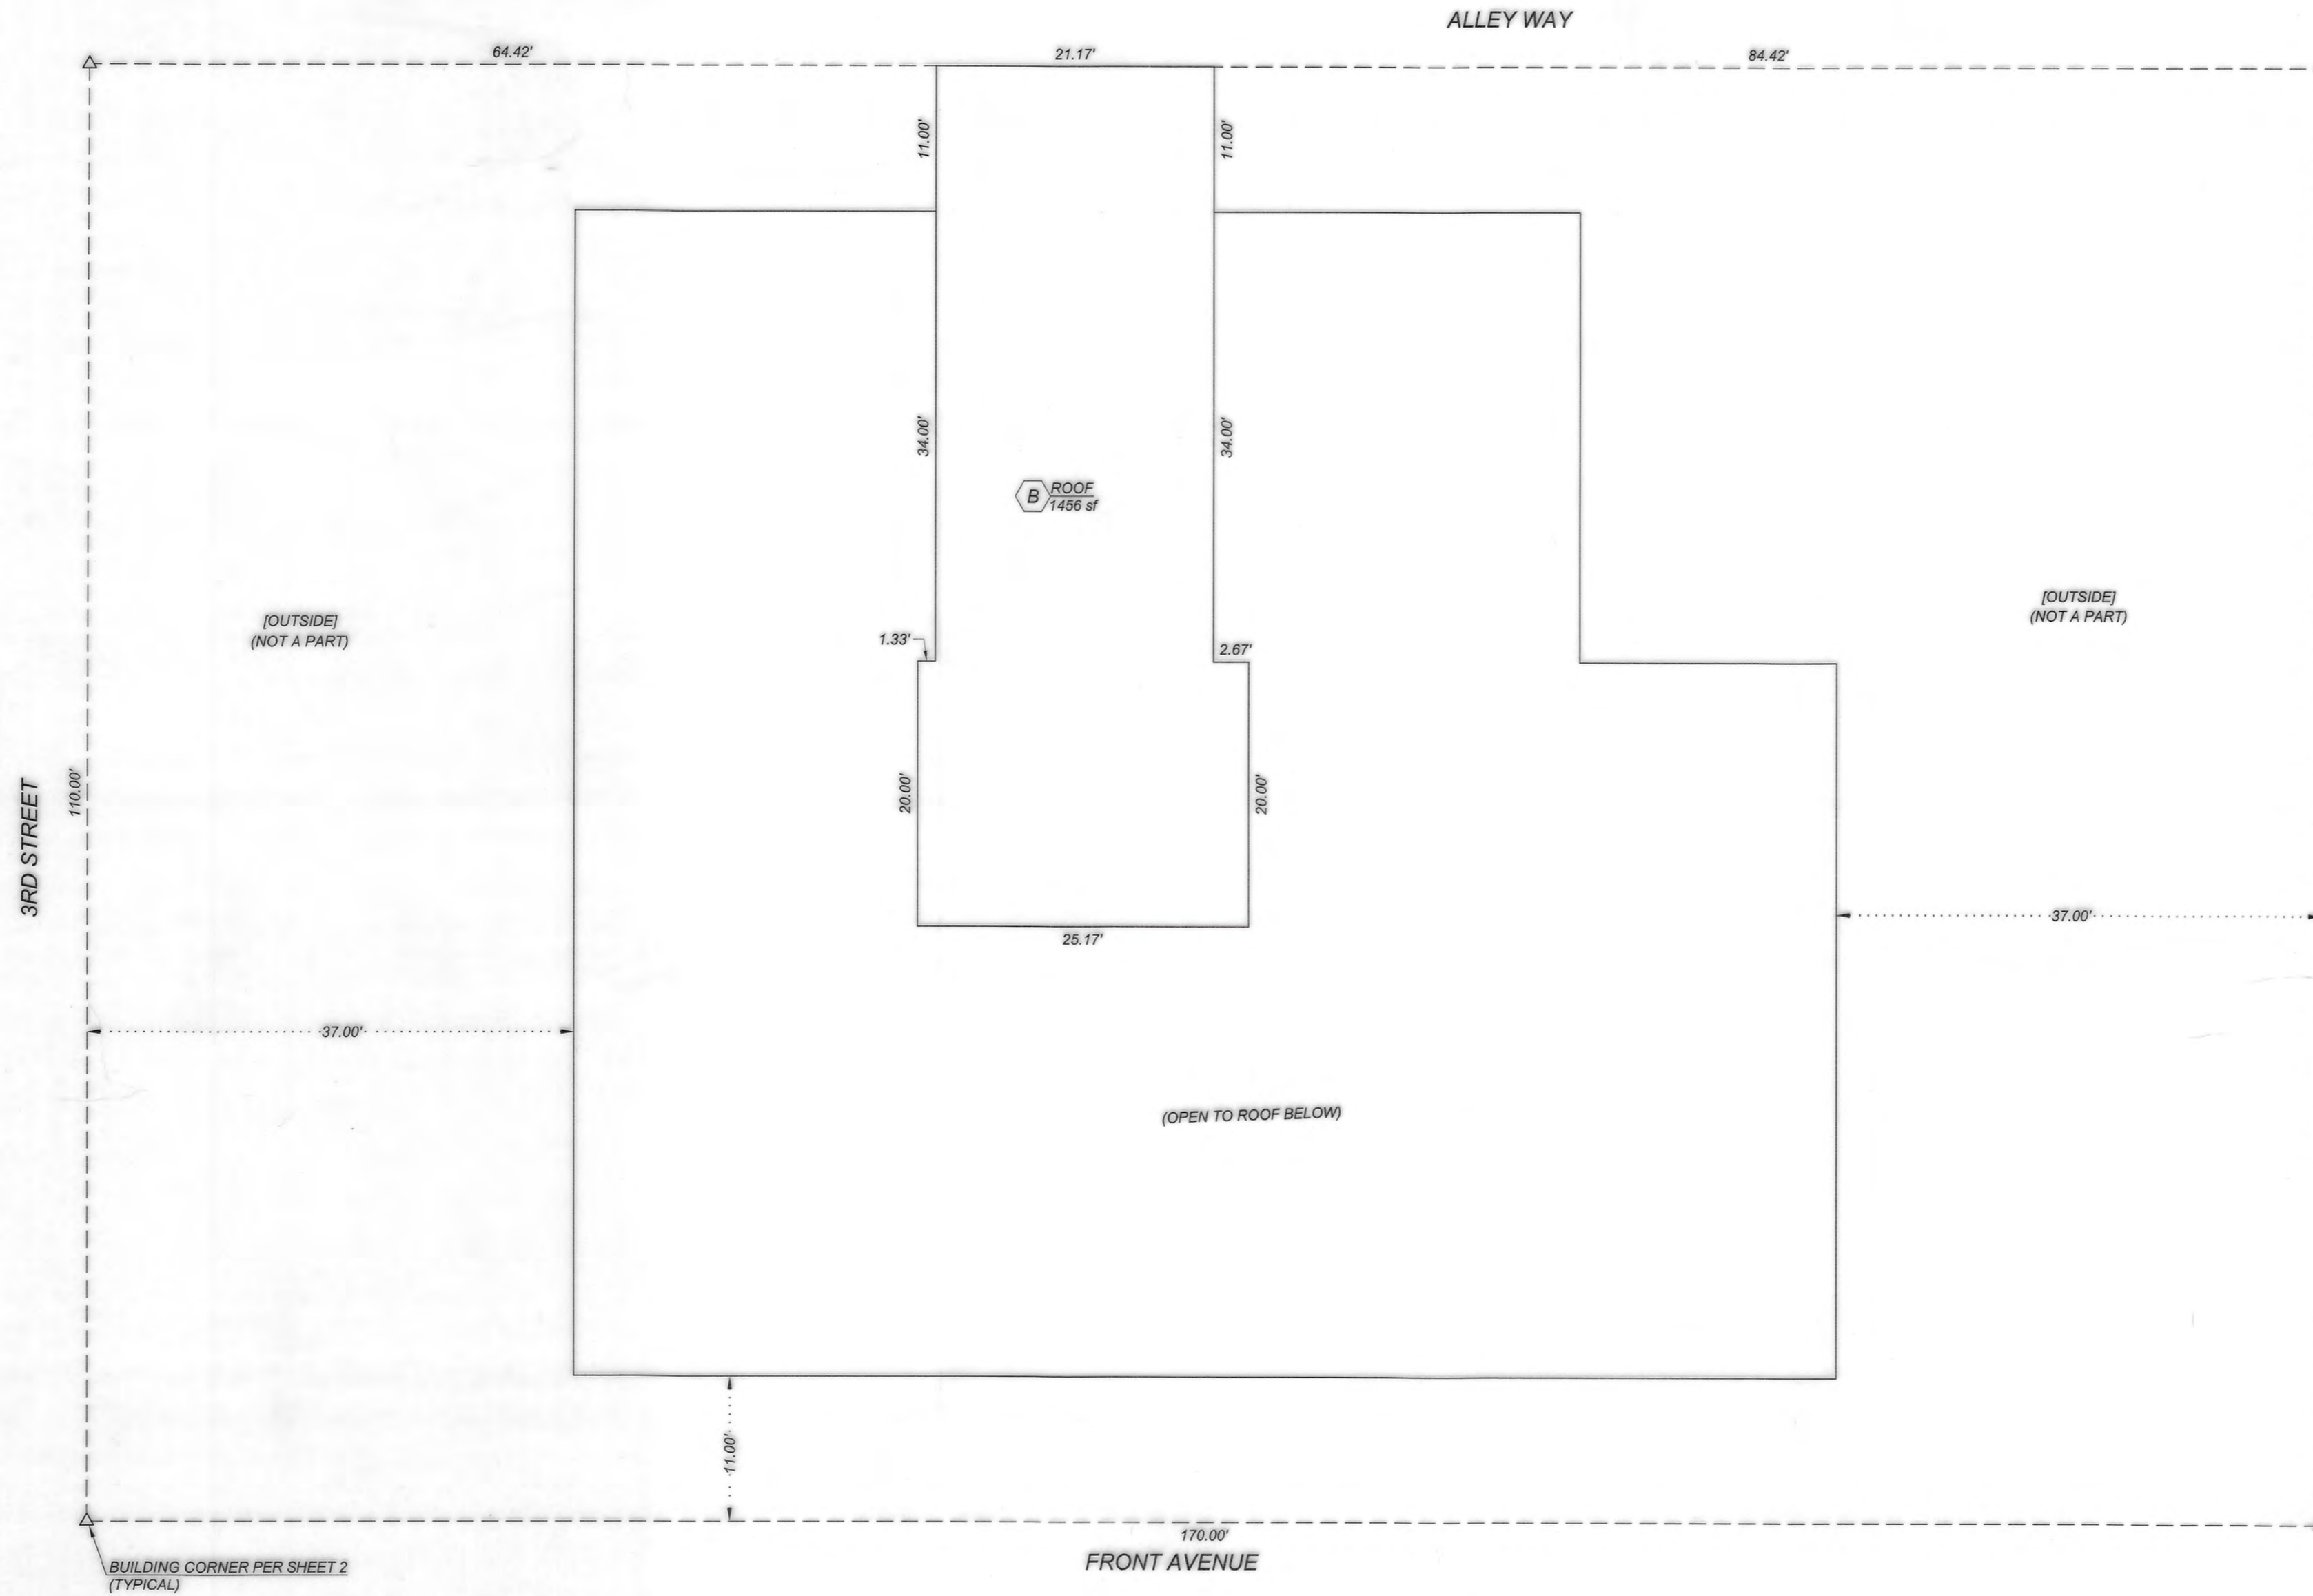 ALLEY WAY
64.42'
21.17'
84.42'
11.00'
11.00'
34.00'
34.00'
B
ROOF
1456 sf
[OUTSIDE]
(NOT A PART)
[OUTSIDE]
(NOT A PART)
1.33'
2.67'
3RD STREET
110.00'
20.00'
20.00'
25.17'
37.00'
37.00'
(OPEN TO ROOF BELOW)
11.00'
170.00'
FRONT AVENUE
BUILDING CORNER PER SHEET 2
(TYPICAL)